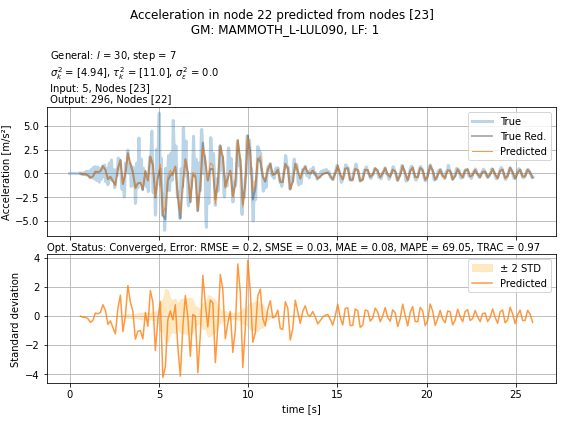 Acceleration in node 22 predicted from nodes [23]
GM: MAMMOTH_L-LUL090, LF: 1
General: l = 30, step = 7
σ²ₖ = [4.94], τ²ₖ = [11.0], σ²ε = 0.0
Input: 5, Nodes [23]
Output: 296, Nodes [22]
Acceleration [m/s²]
5.0
2.5
0.0
−2.5
−5.0
True
True Red.
Predicted
Opt. Status: Converged, Error: RMSE = 0.2, SMSE = 0.03, MAE = 0.08, MAPE = 69.05, TRAC = 0.97
Standard deviation
4
2
0
−2
−4
± 2 STD
Predicted
0
5
10
15
20
25
time [s]